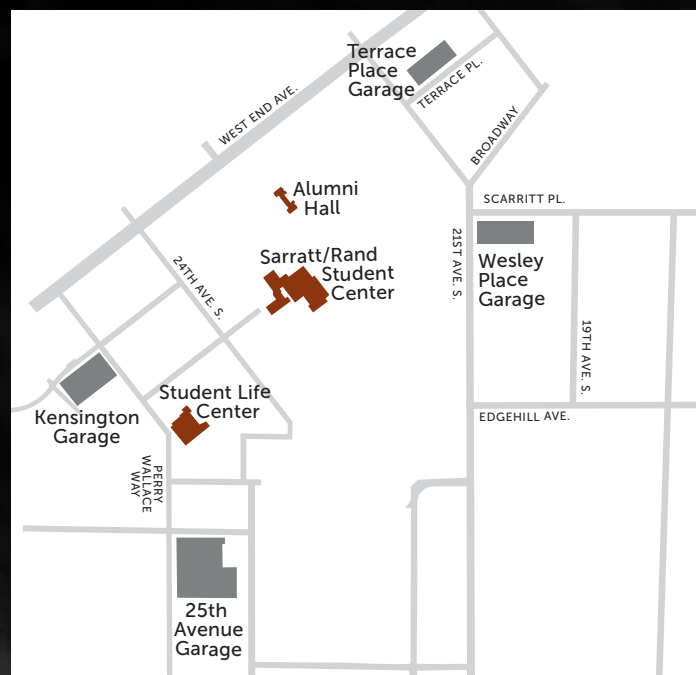 Terrace
Place
Garage
TERRACE PL.
WEST END AVE.
BROADWAY
Alumni
Hall
SCARRITT PL.
21ST AVE. S.
Wesley
Place
Garage
Sarratt/Rand
Student
Center
24TH AVE. S.
19TH AVE. S.
Student Life
Center
Kensington
Garage
EDGEHILL AVE.
PERRY
WALLACE
WAY
25th
Avenue
Garage